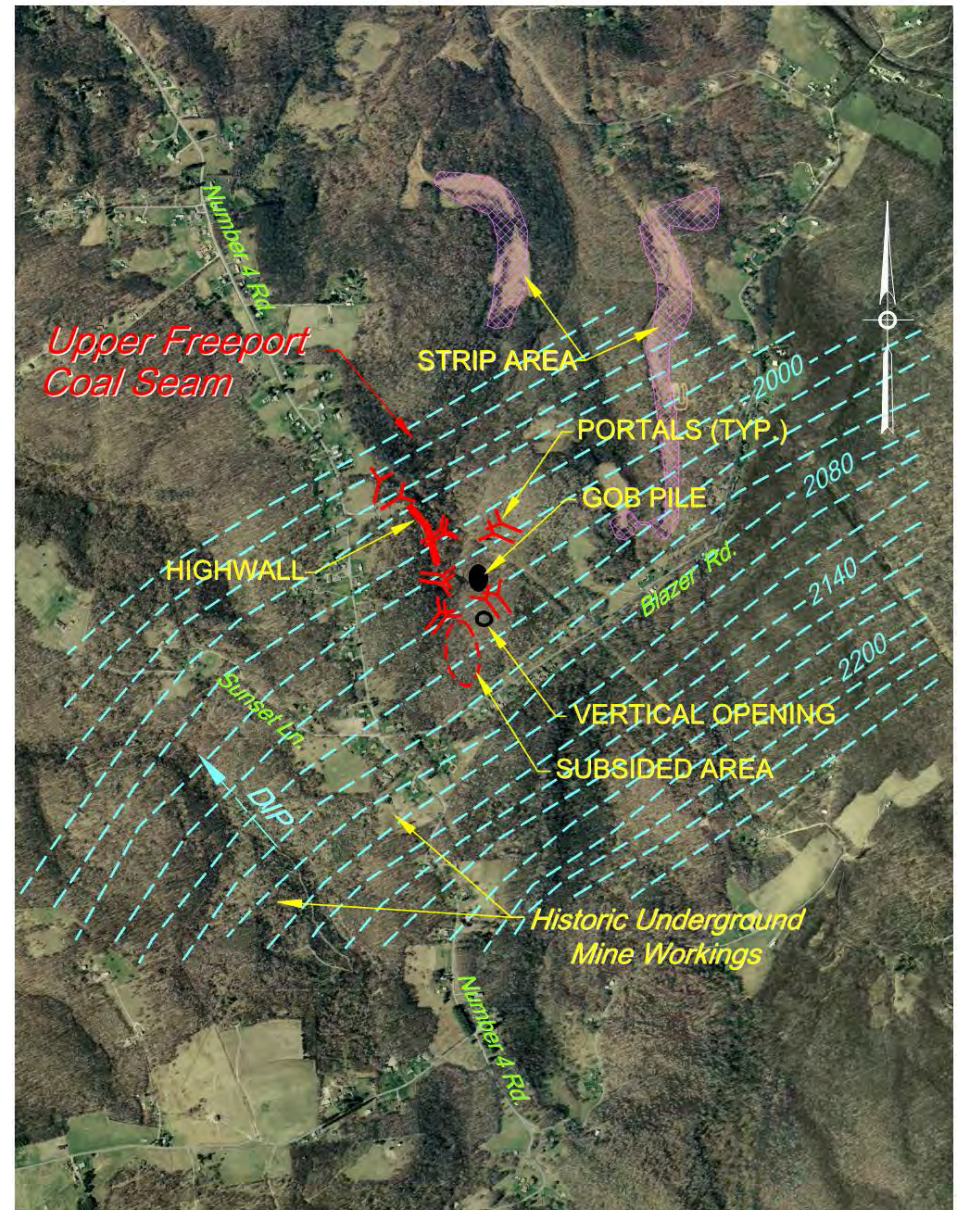 Number 4 Rd.
Upper Freeport
Coal Seam
STRIP AREA
2000
PORTALS (TYP.)
2080
GOB PILE
HIGHWALL
Blazer Rd.
2140
2200
Sunset Ln.
VERTICAL OPENING
SUBSIDED AREA
DIP
Historic Underground
Mine Workings
Number 4 Rd.